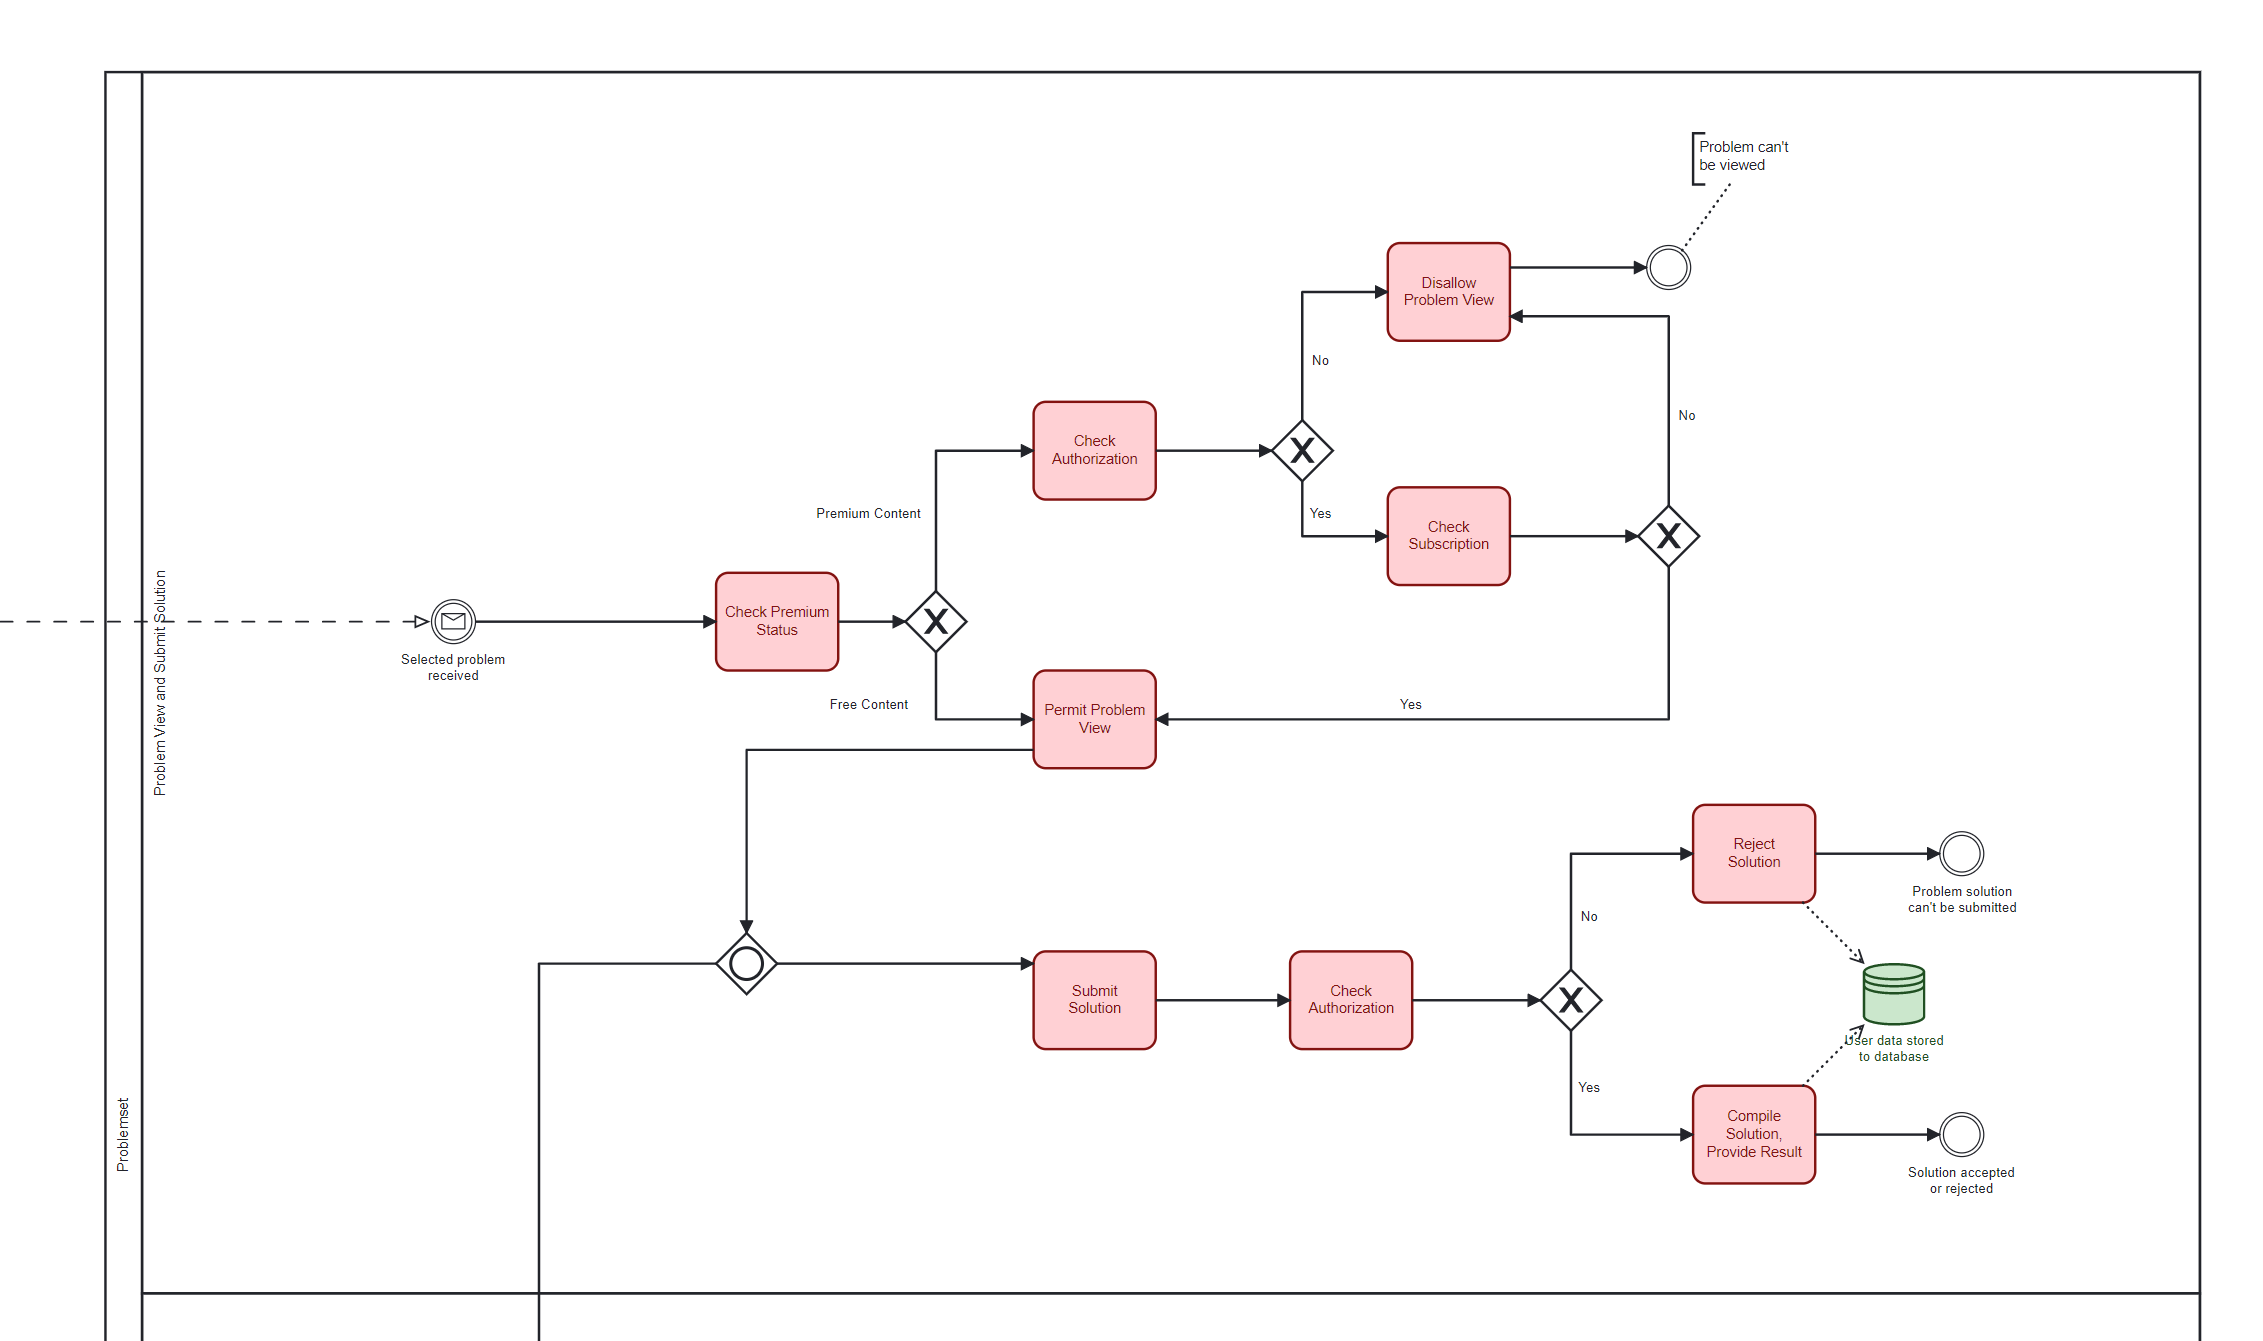 Problem can't
be viewed
Disallow
Problem View
No
No
Check
Authorization
Premium Content
Yes
Check
Subscription
Problem View and Submit Solution
Check Premium
Status
Selected problem
received
Free Content
Permit Problem
View
Yes
Reject
Solution
Problem solution
can't be submitted
No
Submit
Solution
Check
Authorization
User data stored
to database
Yes
Compile
Solution,
Provide Result
Problemset
Solution accepted
or rejected